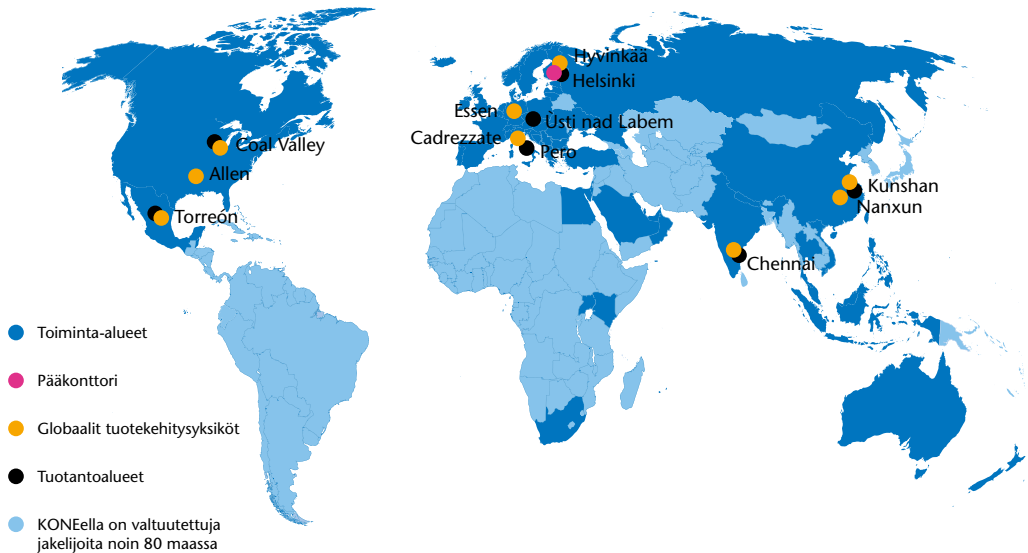 Hyvinkää
Helsinki
Essen
Ùsti nad Labem
Cadrezzate
Pero
Coal Valley
Allen
Torreón
Kunshan
Nanxun
Chennai
Toiminta-alueet
Pääkonttori
Globaalit tuotekehitysyksiköt
Tuotantoalueet
KONEella on valtuutettuja
jakelijoita noin 80 maassa